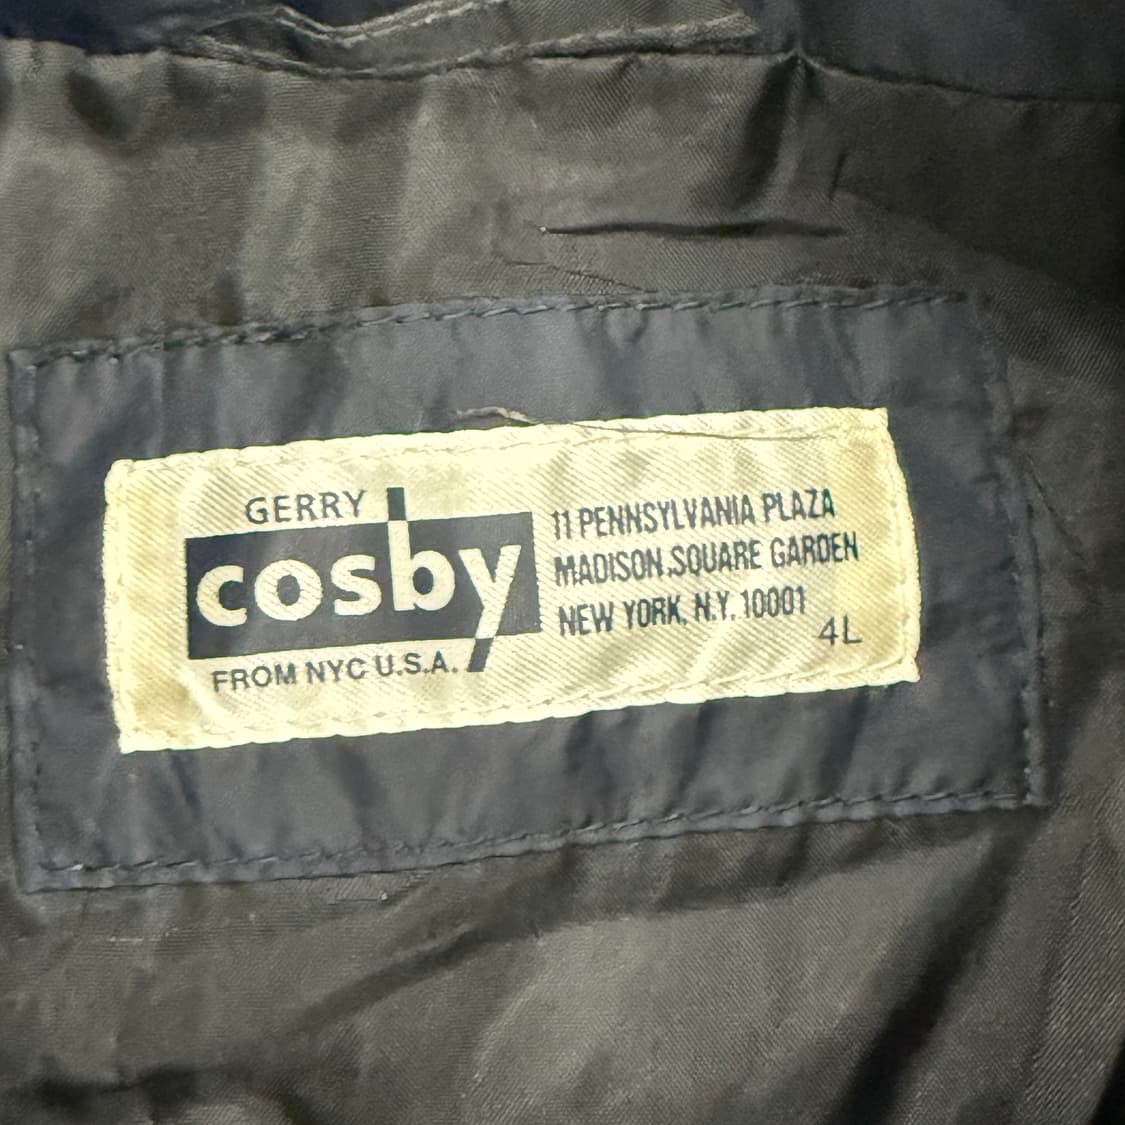 GERRY
cosby
FROM NYC U.S.A.
11 PENNSYLVANIA PLAZA
MADISON SQUARE GARDEN
NEW YORK, N.Y. 10001
4L